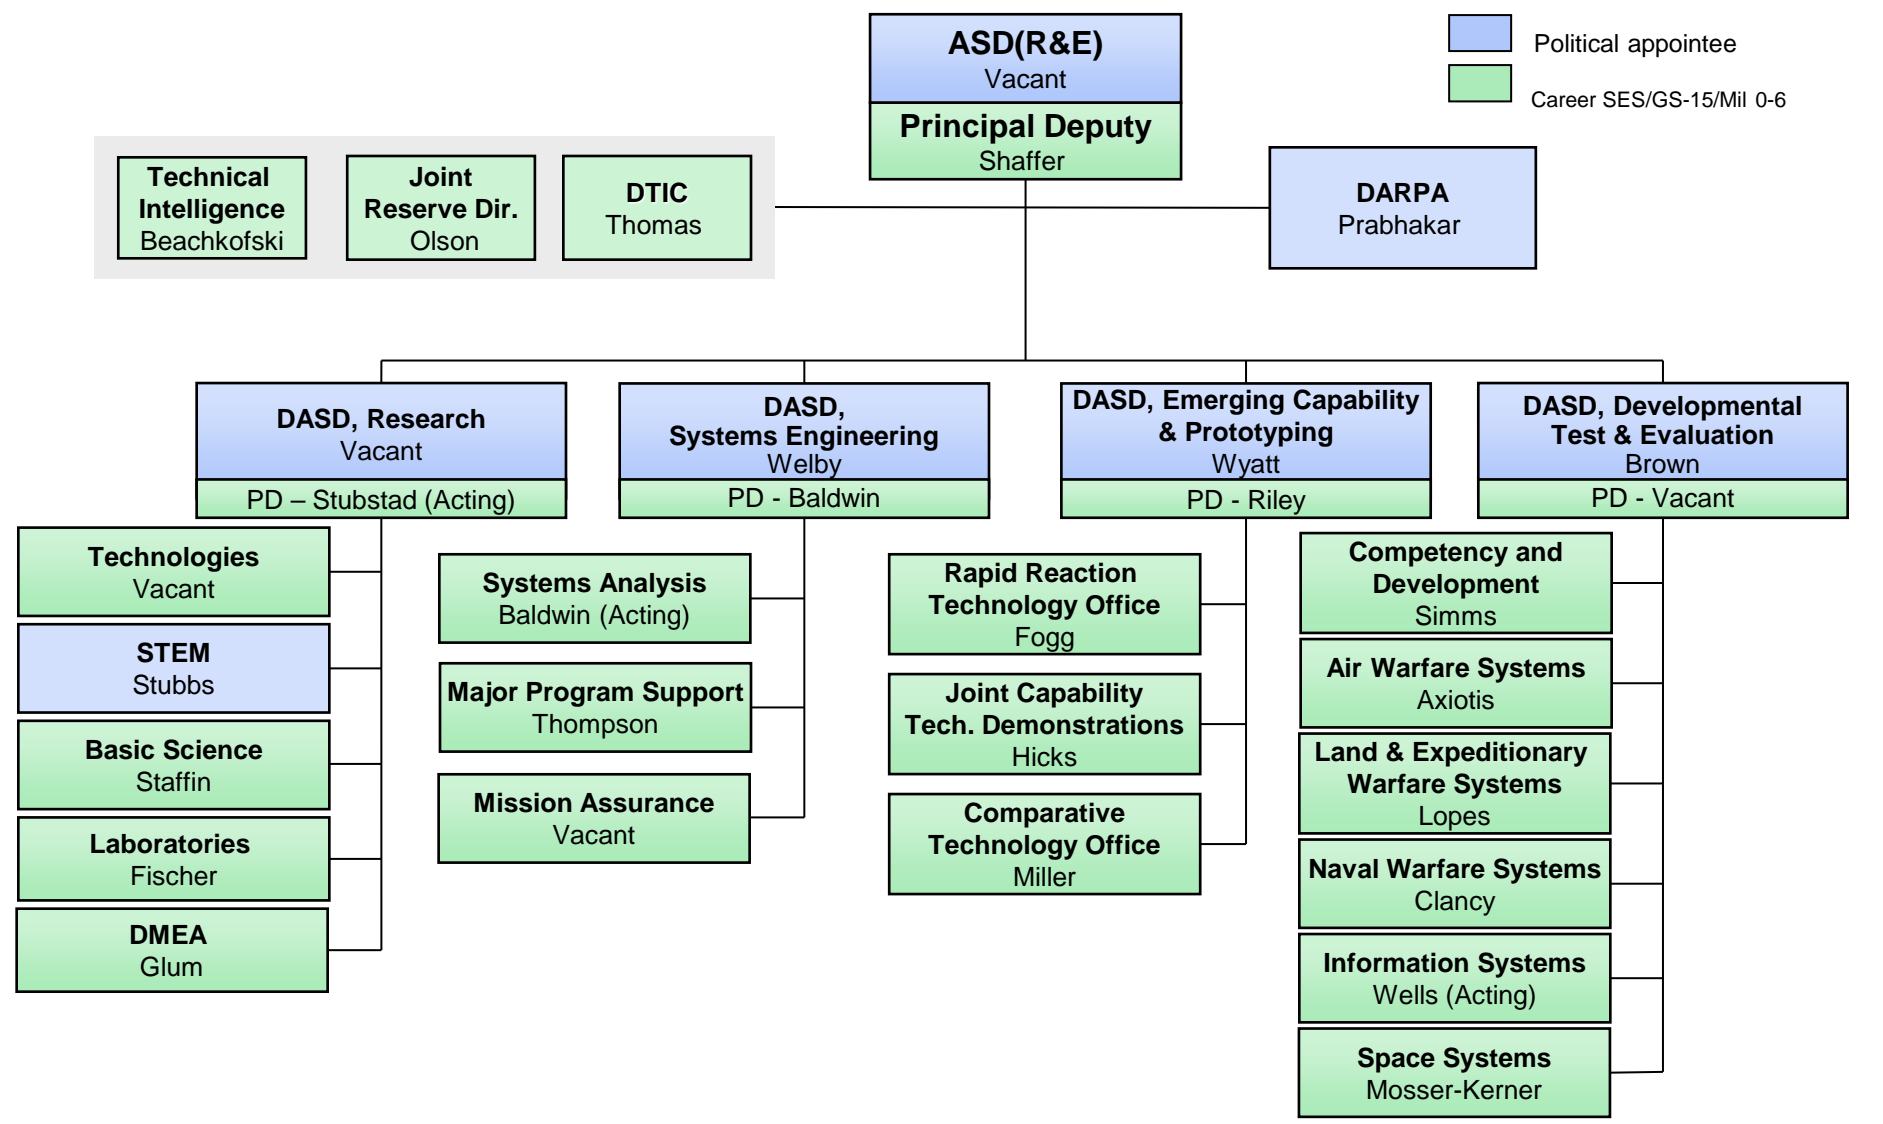 ASD(R&E)
Vacant
Principal Deputy
Shaffer
Political appointee
Career SES/GS-15/Mil 0-6
Technical
Intelligence
Beachkofski
Joint
Reserve Dir.
Olson
DTIC
Thomas
DARPA
Prabhakar
DASD, Research
Vacant
PD – Stubstad (Acting)
DASD,
Systems Engineering
Welby
PD - Baldwin
DASD, Emerging Capability
& Prototyping
Wyatt
PD - Riley
DASD, Developmental
Test & Evaluation
Brown
PD - Vacant
Technologies
Vacant
STEM
Stubbs
Basic Science
Staffin
Laboratories
Fischer
DMEA
Glum
Systems Analysis
Baldwin (Acting)
Major Program Support
Thompson
Mission Assurance
Vacant
Rapid Reaction
Technology Office
Fogg
Joint Capability
Tech. Demonstrations
Hicks
Comparative
Technology Office
Miller
Competency and
Development
Simms
Air Warfare Systems
Axiotis
Land & Expeditionary
Warfare Systems
Lopes
Naval Warfare Systems
Clancy
Information Systems
Wells (Acting)
Space Systems
Mosser-Kerner